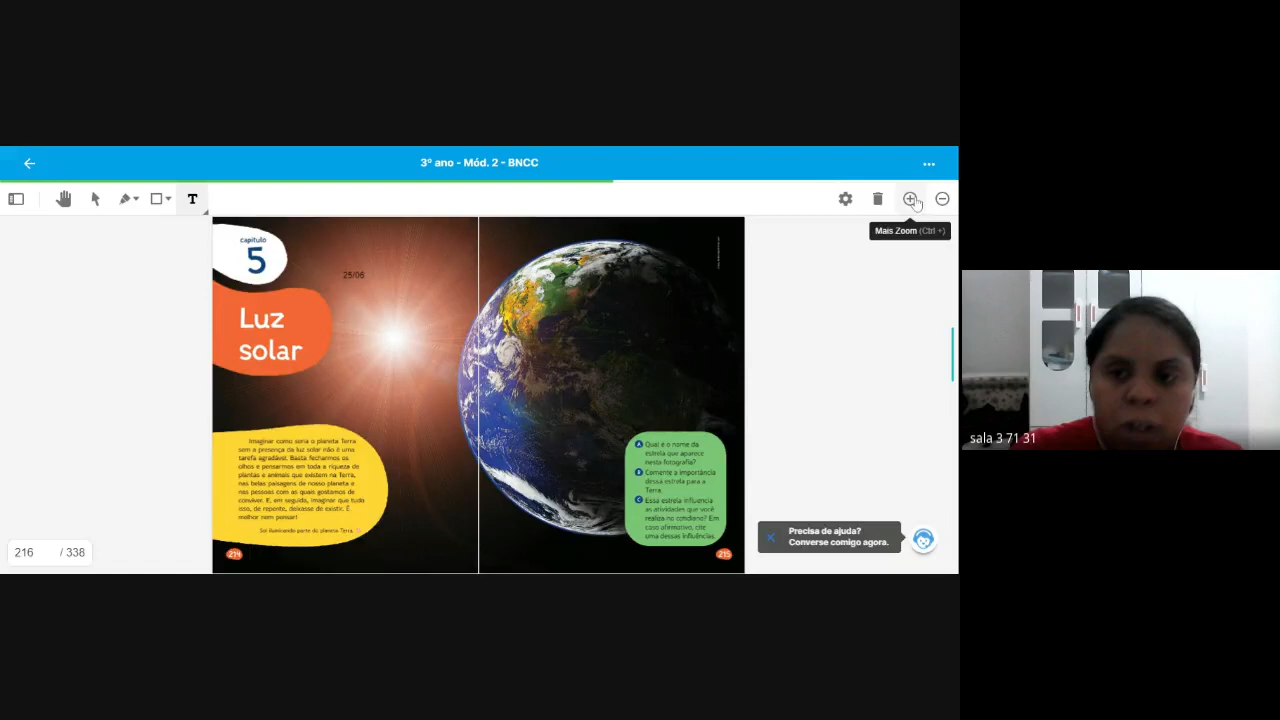 3º ano - Mód. 2 - BNCC
T
Mais Zoom (Ctrl +)
capítulo
5
25/06
Luz
solar
Imaginar como seria o planeta Terra
sem a presença da luz solar não é uma
tarefa agradável. Basta fecharmos os
olhos e pensarmos em toda a riqueza de
plantas e animais que existem na Terra,
nas belas paisagens de nosso planeta e
nas pessoas com as quais gostamos de
conviver. E, em seguida, imaginar que tudo
isso, de repente, deixasse de existir. É
melhor nem pensar!
Sol iluminando parte do planeta Terra.
214
A Qual é o nome da
estrela que aparece
nesta fotografia?
B Comente a importância
dessa estrela para a
Terra.
C Essa estrela influencia
as atividades que você
realiza no cotidiano? Em
caso afirmativo, cite
uma dessas influências.
215
216 / 338
Precisa de ajuda?
Converse comigo agora.
sala 3 71 31